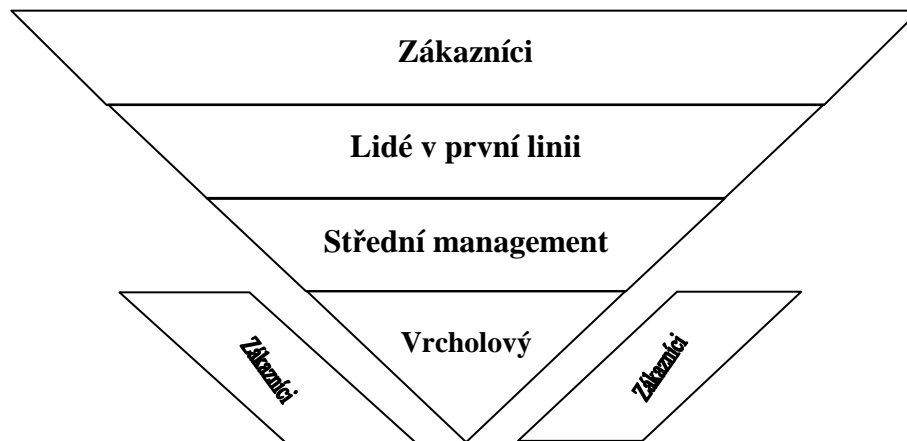 Zákazníci
Lidé v první linii
Střední management
Vrcholový
Zákazníci
Zákazníci